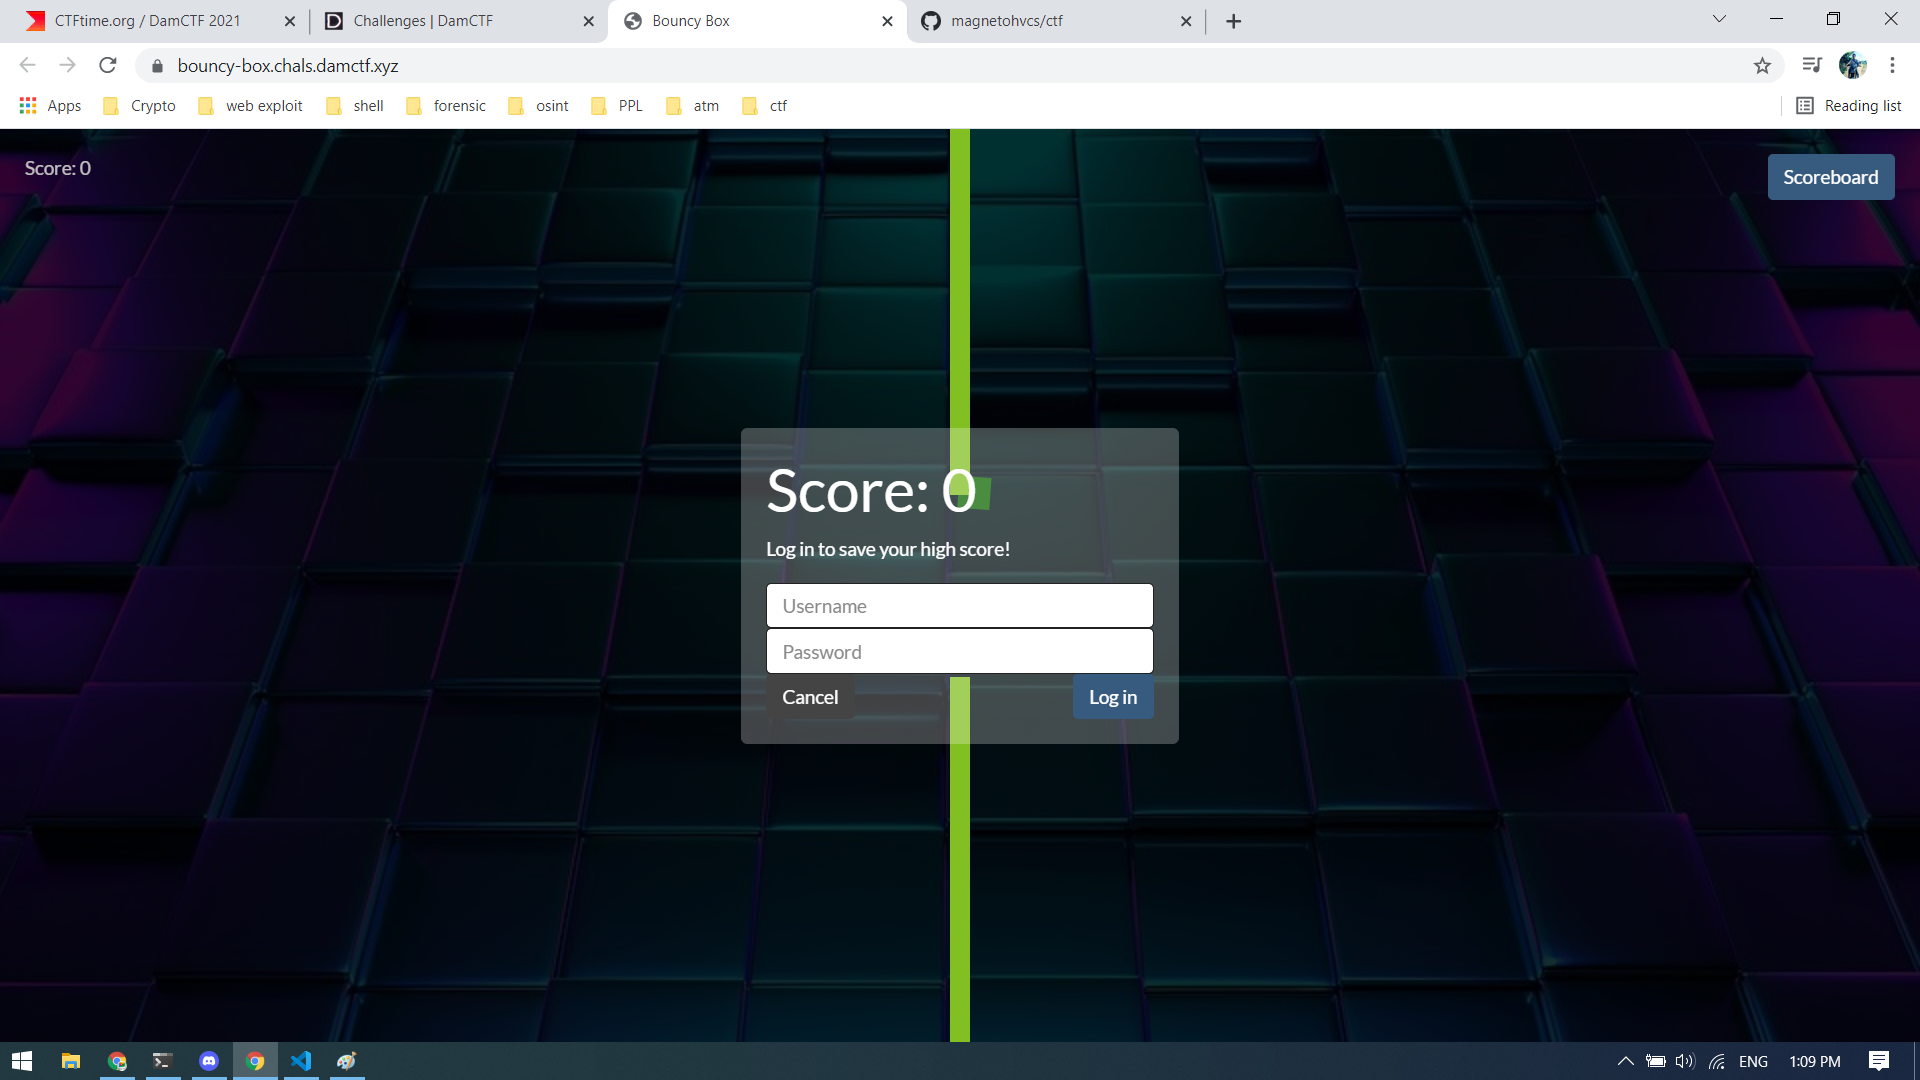 CTFtime.org / DamCTF 2021
Challenges | DamCTF
Bouncy Box
magnetohvcs/ctf
bouncy-box.chals.damctf.xyz
Apps Crypto web exploit shell forensic osint PPL atm ctf Reading list
Score: 0
Scoreboard
Score: 0
Log in to save your high score!
Username
Password
Cancel Log in
ENG 1:09 PM